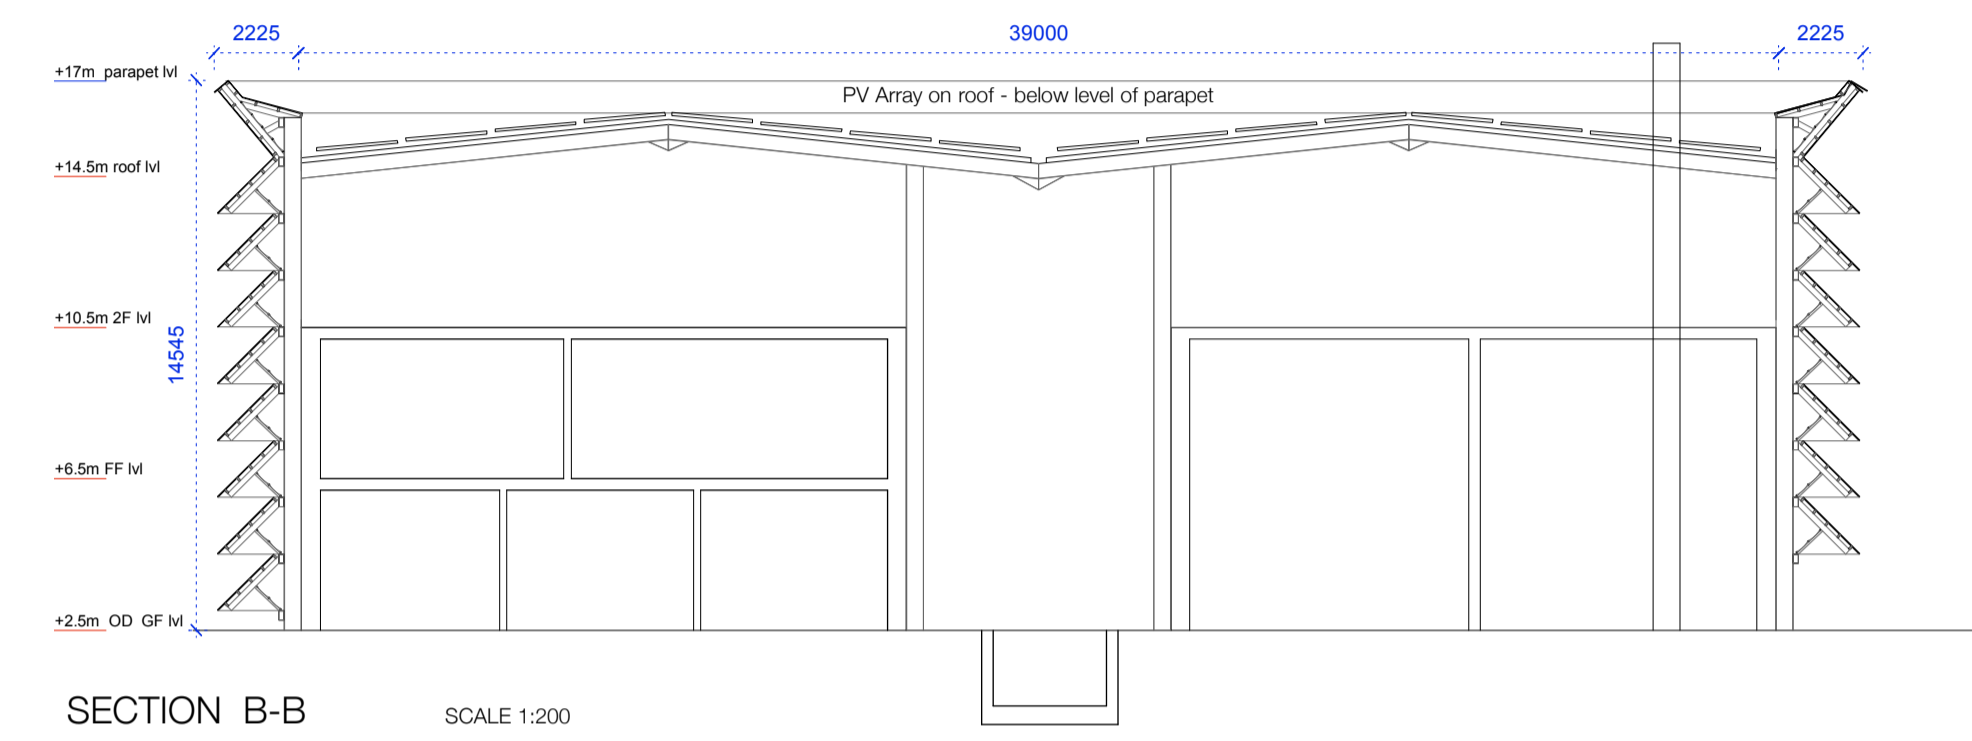 2225 39000 2225
+17m parapet lvl
PV Array on roof - below level of parapet
+14.5m roof lvl
+10.5m 2F lvl
14545
+6.5m FF lvl
+2.5m OD GF lvl
SECTION B-B SCALE 1:200